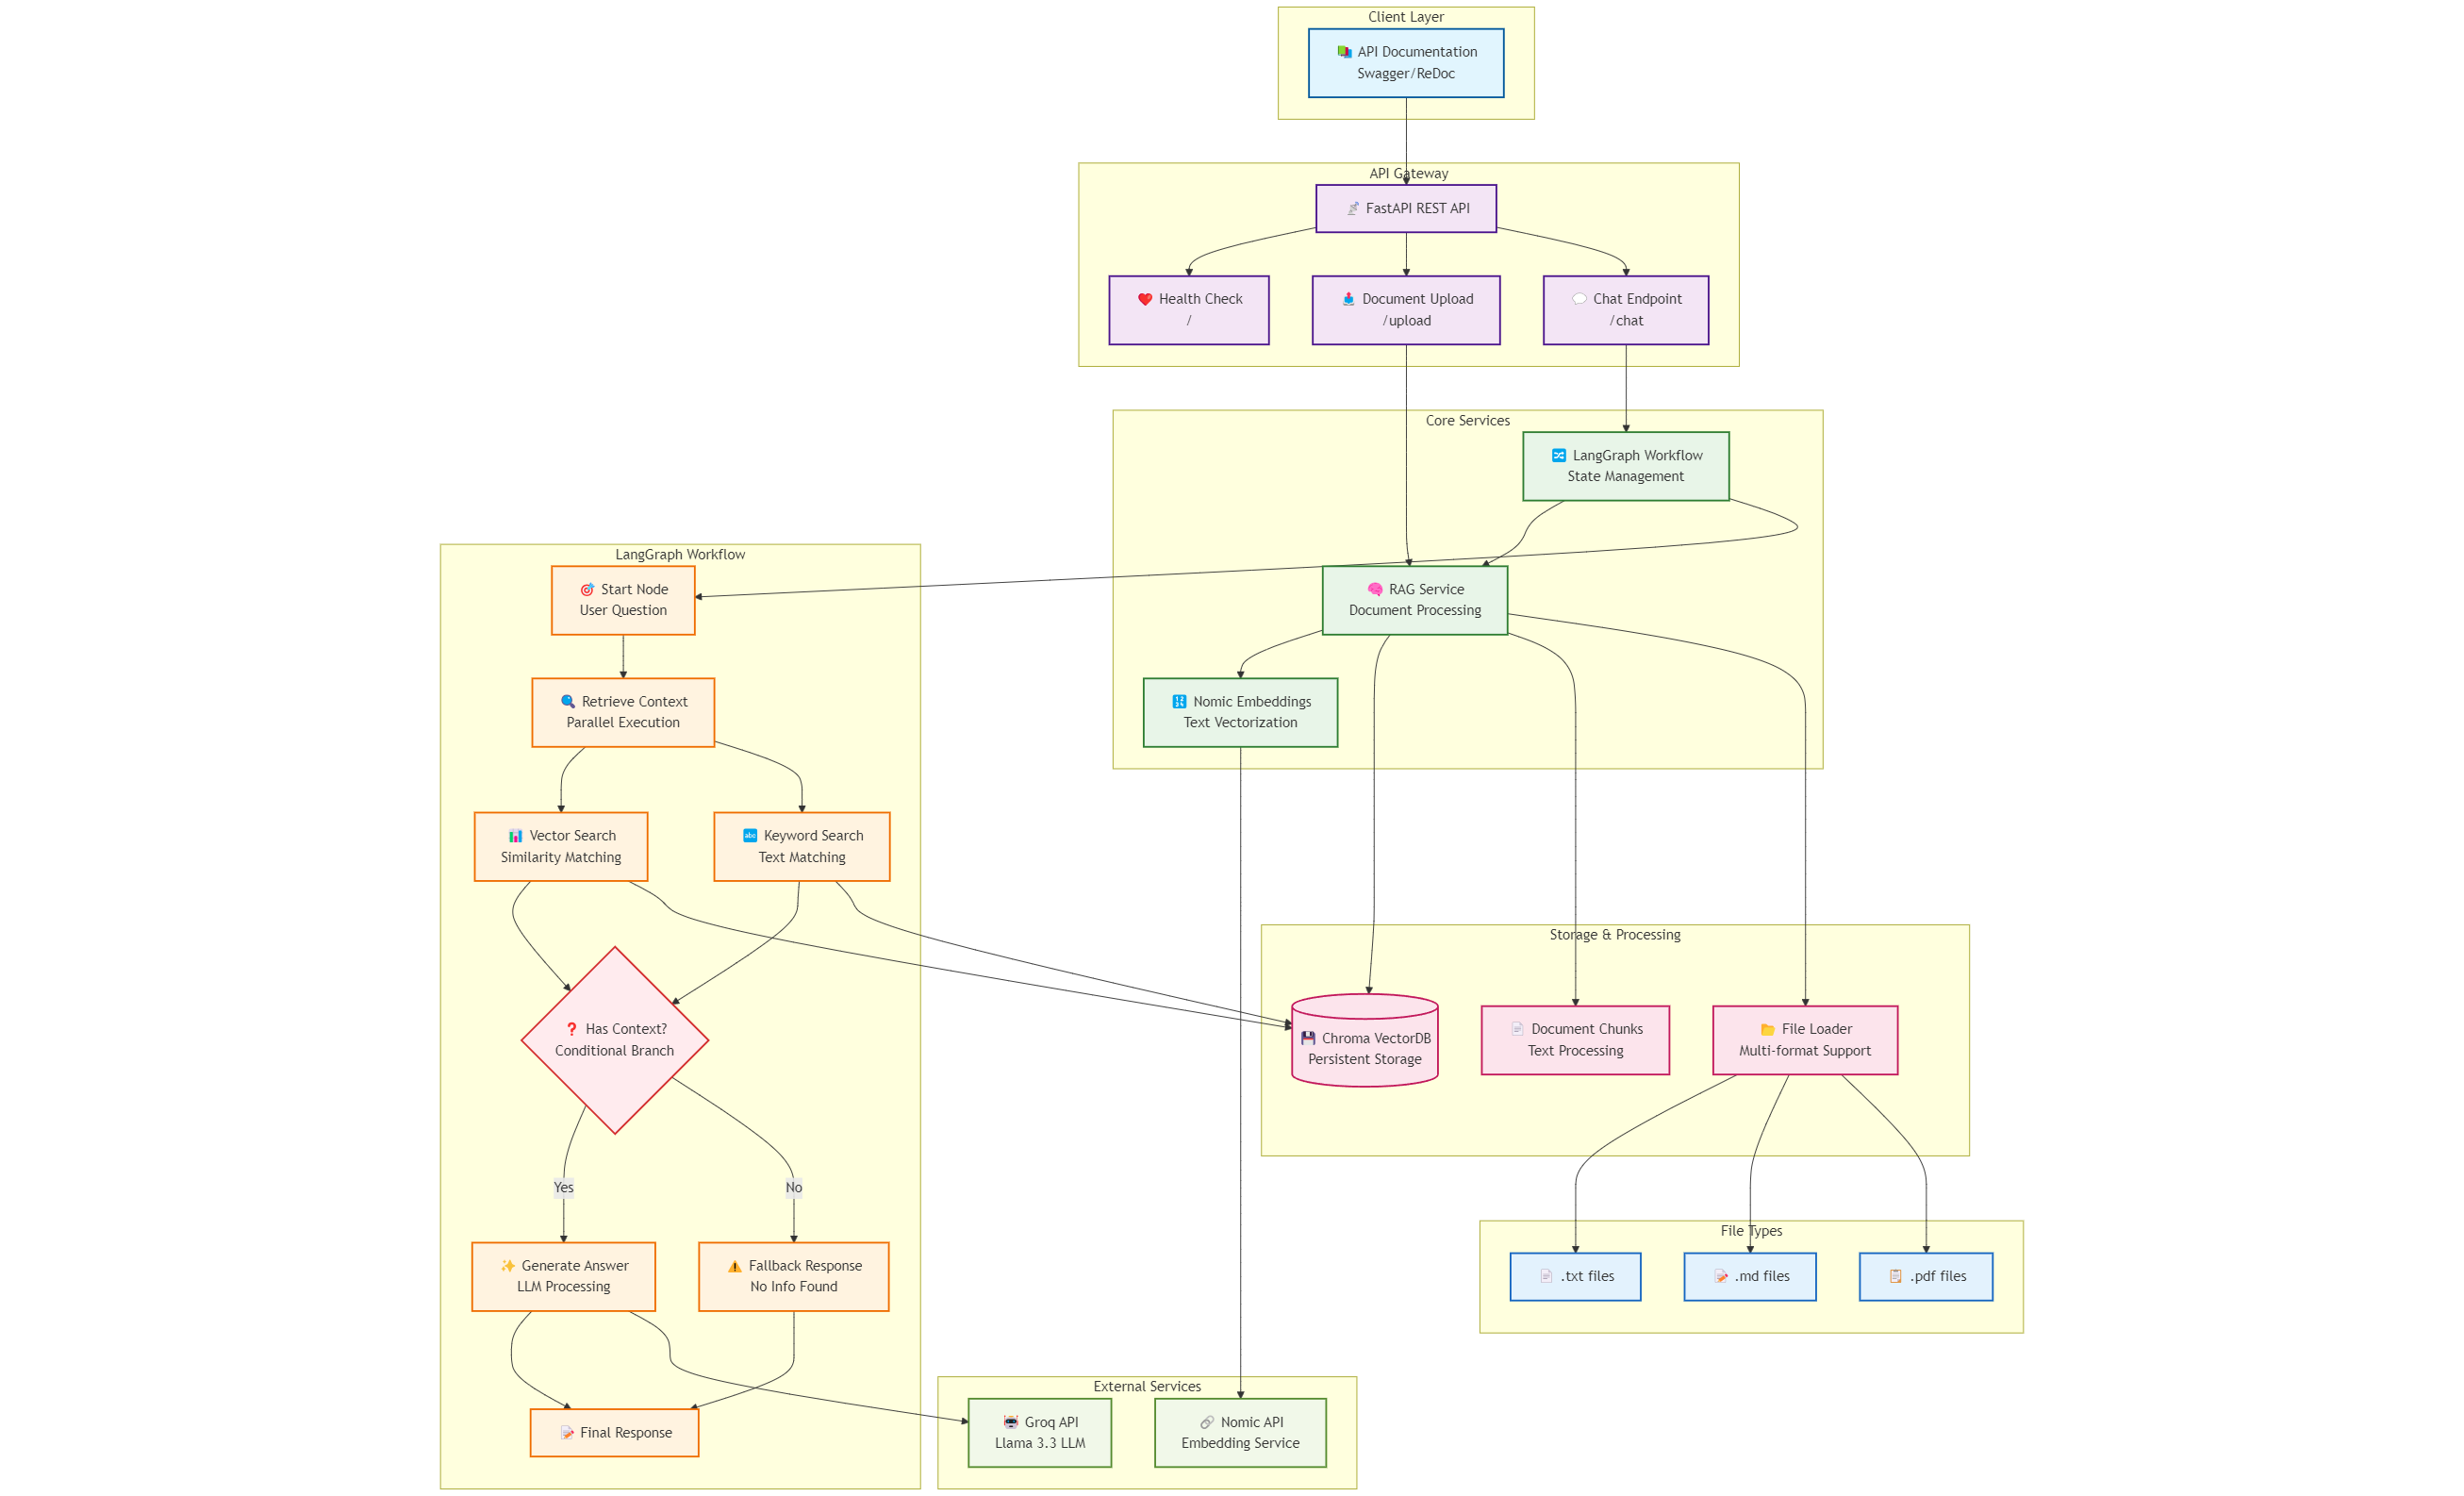 Client Layer
API Documentation
Swagger/ReDoc
API Gateway
FastAPI REST API
Health Check
/
Document Upload
/upload
Chat Endpoint
/chat
Core Services
LangGraph Workflow
State Management
RAG Service
Document Processing
Nomic Embeddings
Text Vectorization
LangGraph Workflow
Start Node
User Question
Retrieve Context
Parallel Execution
Vector Search
Similarity Matching
Keyword Search
Text Matching
Has Context?
Conditional Branch
Yes
No
Generate Answer
LLM Processing
Fallback Response
No Info Found
Final Response
Storage & Processing
Chroma VectorDB
Persistent Storage
Document Chunks
Text Processing
File Loader
Multi-format Support
File Types
.txt files
.md files
.pdf files
External Services
Groq API
Llama 3.3 LLM
Nomic API
Embedding Service